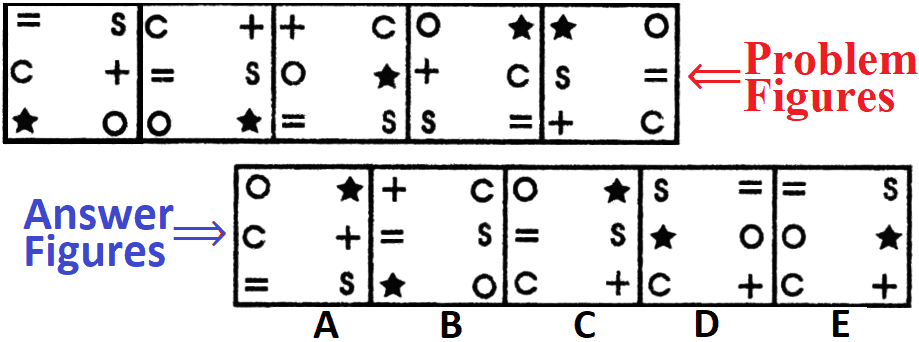 = S C + + C O ★ ★ O
C + = S O ★ + C S =
★ O O ★ = S S = + C
Problem
Figures
Answer
Figures
O ★ + C O ★ S = = S
C + = S = S ★ O O ★
= S ★ O C + C + C +
A B C D E